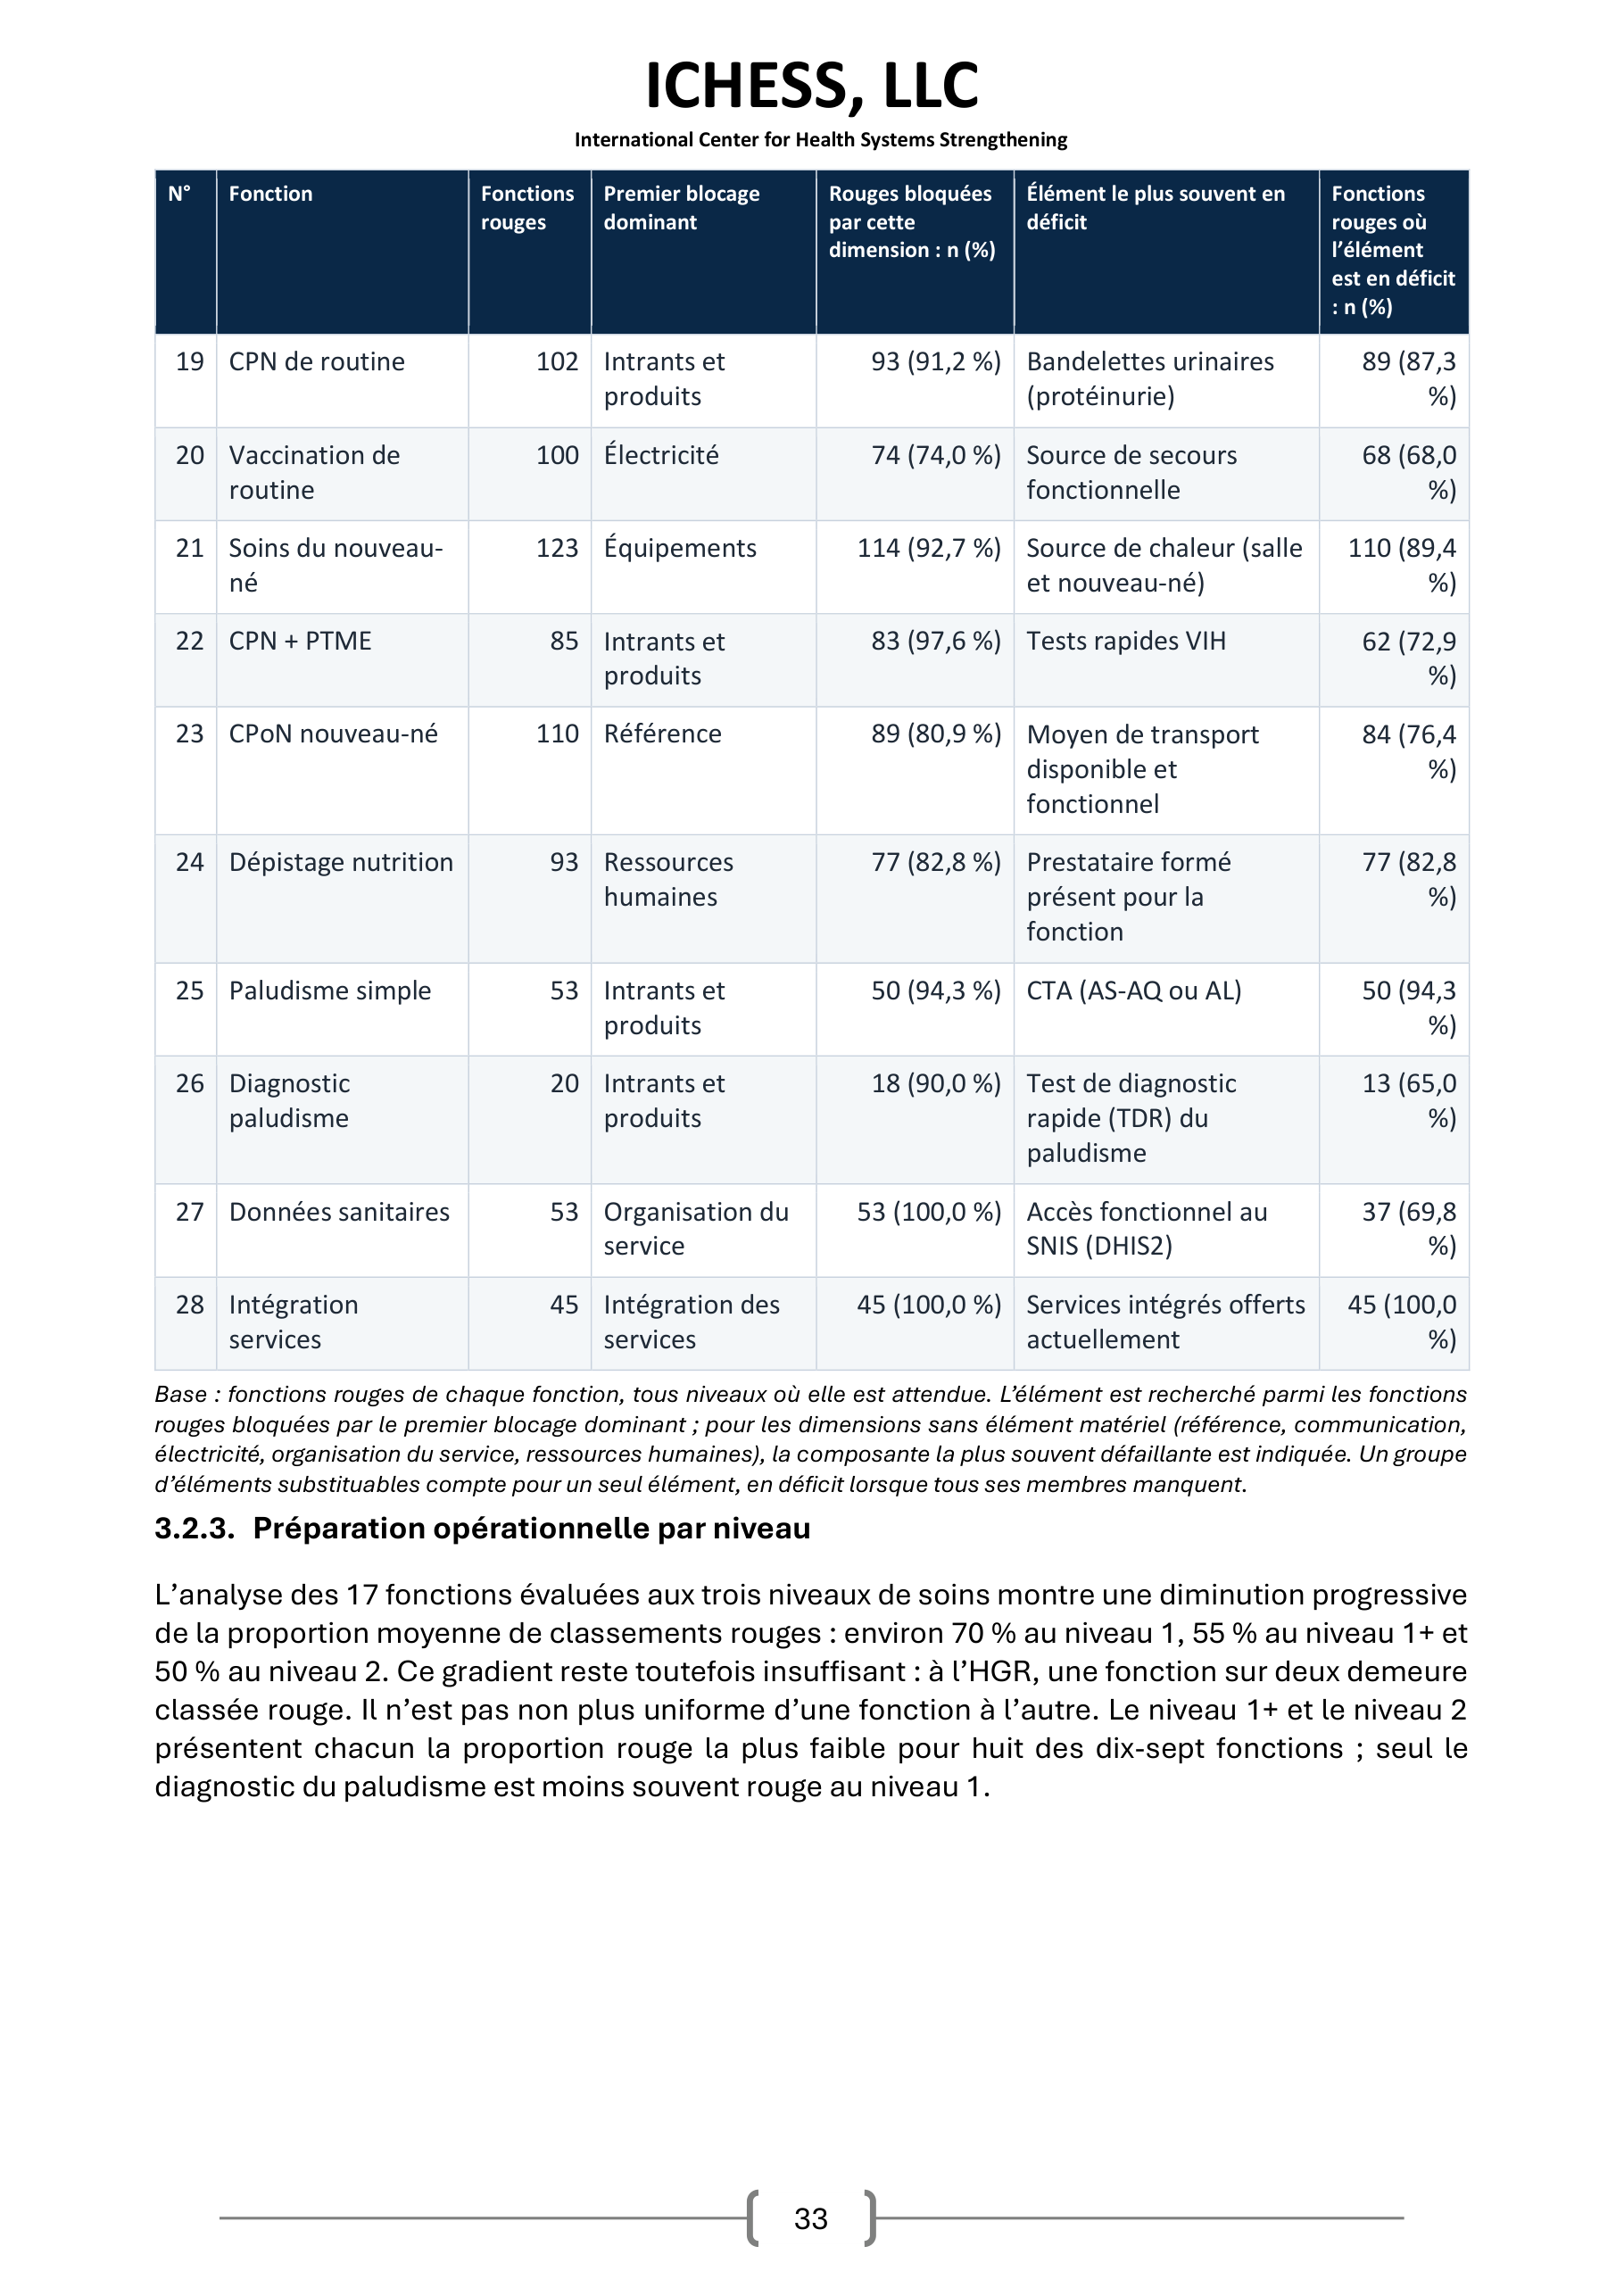 ICHESS, LLC
International Center for Health Systems Strengthening
N° Fonction Fonctions rouges Premier blocage dominant Rouges bloquées par cette dimension : n (%) Élément le plus souvent en déficit Fonctions rouges où l’élément est en déficit : n (%)
19 CPN de routine 102 Intrants et produits 93 (91,2 %) Bandelettes urinaires (protéinurie) 89 (87,3 %)
20 Vaccination de routine 100 Électricité 74 (74,0 %) Source de secours fonctionnelle 68 (68,0 %)
21 Soins du nouveau-né 123 Équipements 114 (92,7 %) Source de chaleur (salle et nouveau-né) 110 (89,4 %)
22 CPN + PTME 85 Intrants et produits 83 (97,6 %) Tests rapides VIH 62 (72,9 %)
23 CPoN nouveau-né 110 Référence 89 (80,9 %) Moyen de transport disponible et fonctionnel 84 (76,4 %)
24 Dépistage nutrition 93 Ressources humaines 77 (82,8 %) Prestataire formé présent pour la fonction 77 (82,8 %)
25 Paludisme simple 53 Intrants et produits 50 (94,3 %) CTA (AS-AQ ou AL) 50 (94,3 %)
26 Diagnostic paludisme 20 Intrants et produits 18 (90,0 %) Test de diagnostic rapide (TDR) du paludisme 13 (65,0 %)
27 Données sanitaires 53 Organisation du service 53 (100,0 %) Accès fonctionnel au SNIS (DHIS2) 37 (69,8 %)
28 Intégration services 45 Intégration des services 45 (100,0 %) Services intégrés offerts actuellement 45 (100,0 %)
Base : fonctions rouges de chaque fonction, tous niveaux où elle est attendue. L’élément est recherché parmi les fonctions
rouges bloquées par le premier blocage dominant ; pour les dimensions sans élément matériel (référence, communication,
électricité, organisation du service, ressources humaines), la composante la plus souvent défaillante est indiquée. Un groupe
d’éléments substituables compte pour un seul élément, en déficit lorsque tous ses membres manquent.
3.2.3. Préparation opérationnelle par niveau
L’analyse des 17 fonctions évaluées aux trois niveaux de soins montre une diminution progressive
de la proportion moyenne de classements rouges : environ 70 % au niveau 1, 55 % au niveau 1+ et
50 % au niveau 2. Ce gradient reste toutefois insuffisant : à l’HGR, une fonction sur deux demeure
classée rouge. Il n’est pas non plus uniforme d’une fonction à l’autre. Le niveau 1+ et le niveau 2
présentent chacun la proportion rouge la plus faible pour huit des dix-sept fonctions ; seul le
diagnostic du paludisme est moins souvent rouge au niveau 1.
33